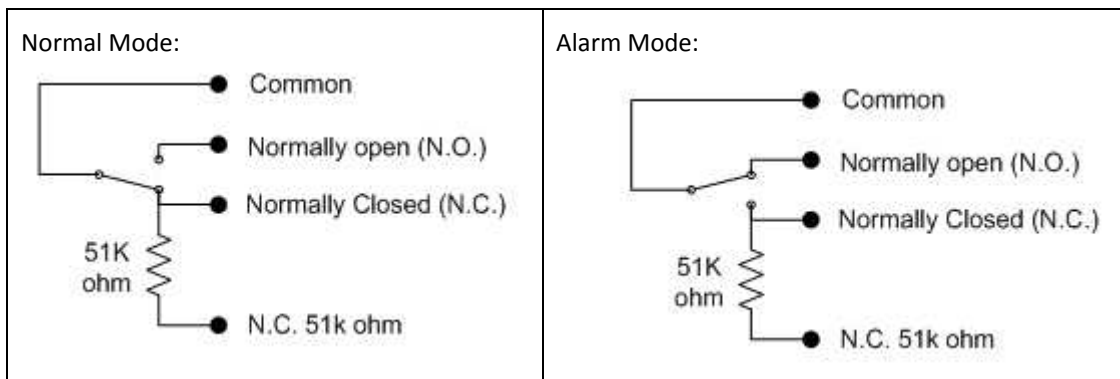 Normal Mode:
Common
Normally open (N.O.)
Normally Closed (N.C.)
51K
ohm
N.C. 51k ohm
Alarm Mode:
Common
Normally open (N.O.)
Normally Closed (N.C.)
51K
ohm
N.C. 51k ohm